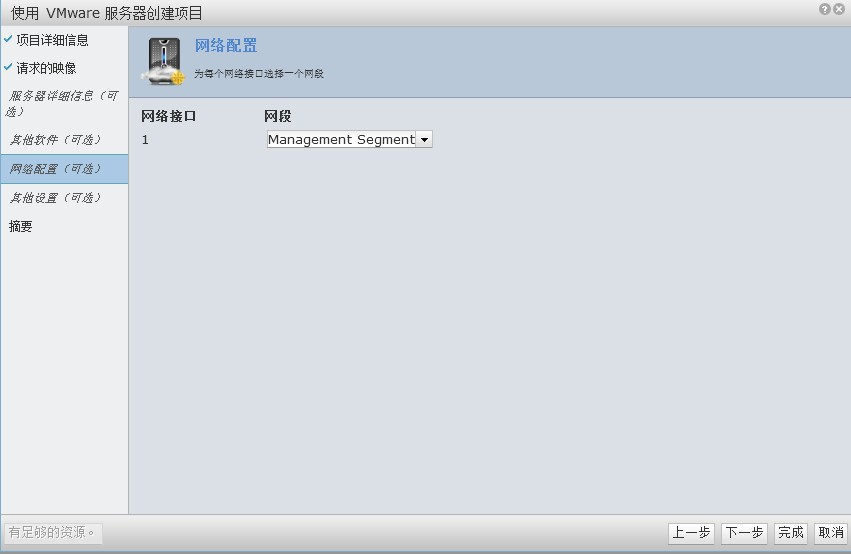 使用 VMware 服务器创建项目
项目详细信息
请求的映像
服务器详细信息（可
选）
其他软件（可选）
网络配置（可选）
其他设置（可选）
摘要
网络配置
为每个网络接口选择一个网段
网络接口 网段
1 Management Segment
有足够的资源。
上一步 下一步 完成 取消